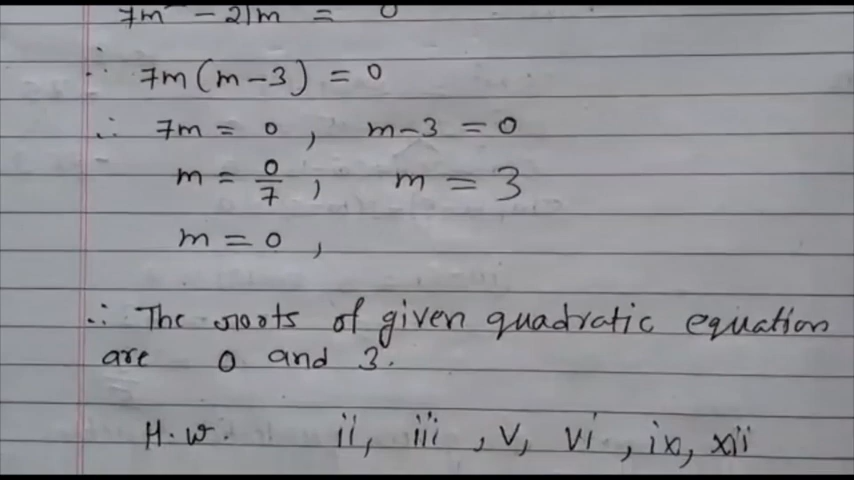 7m² - 21m = 0
∴ 7m(m-3) = 0
∴ 7m = 0 , m-3 = 0
m = 0/7 , m = 3
m = 0 ,
∴ The roots of given quadratic equation
are 0 and 3.
H.w. ii, iii, v, vi, ix, xii